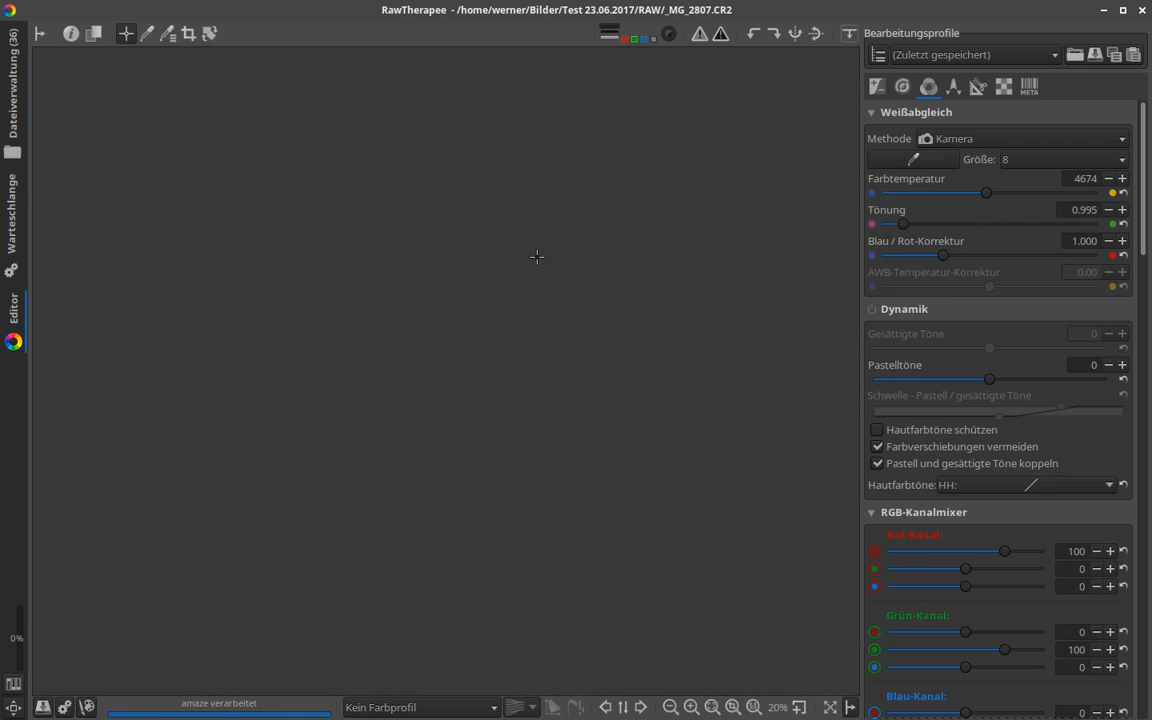 RawTherapee - /home/werner/Bilder/Test 23.06.2017/RAW/_MG_2807.CR2
Dateiverwaltung (36)
Warteschlange
Editor
0%
Bearbeitungsprofile
(Zuletzt gespeichert)
META
Weißabgleich
Methode Kamera
Größe: 8
Farbtemperatur 4674
Tönung 0.995
Blau / Rot-Korrektur 1.000
AWB-Temperatur-Korrektur 0.00
Dynamik
Gesättigte Töne 0
Pastelltöne 0
Schwelle - Pastell / gesättigte Töne
Hautfarbtöne schützen
Farbverschiebungen vermeiden
Pastell und gesättigte Töne koppeln
Hautfarbtöne: HH:
RGB-Kanalmixer
Rot-Kanal:
100
0
0
Grün-Kanal:
0
100
0
Blau-Kanal:
0
amaze verarbeitet
Kein Farbprofil
20%